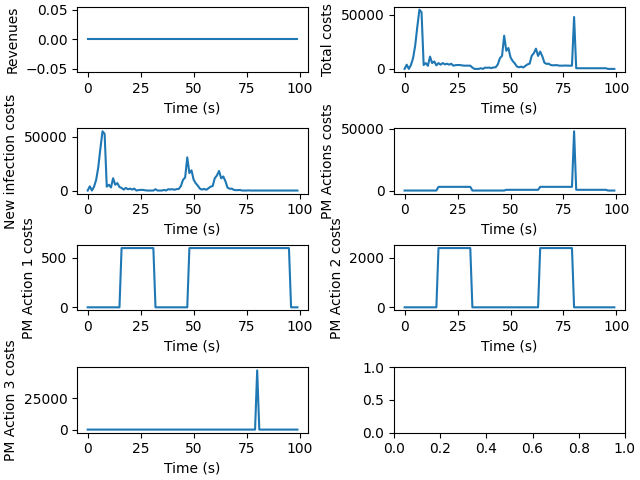 Revenues
0.05
0.00
−0.05
0 25 50 75 100
Time (s)
Total costs
50000
0
0 25 50 75 100
Time (s)
New infection costs
50000
0
0 25 50 75 100
Time (s)
PM Actions costs
50000
0
0 25 50 75 100
Time (s)
PM Action 1 costs
500
0
0 25 50 75 100
Time (s)
PM Action 2 costs
2000
0
0 25 50 75 100
Time (s)
PM Action 3 costs
25000
0
0 25 50 75 100
Time (s)
1.0
0.5
0.0
0.0 0.2 0.4 0.6 0.8 1.0